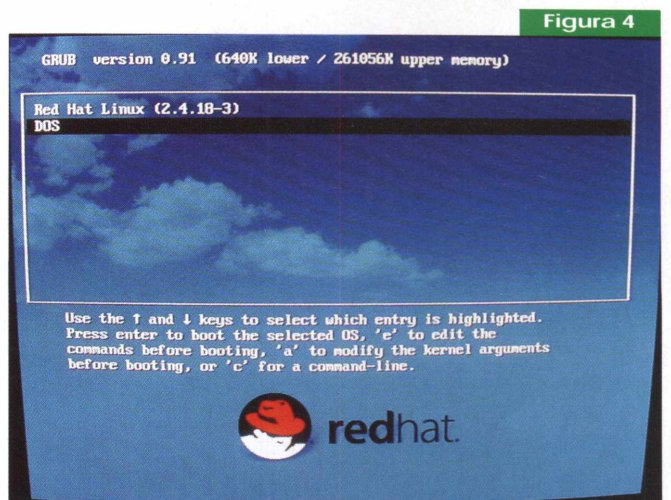 Figura 4
GRUB version 0.91 (640K lower / 261056K upper memory)
Red Hat Linux (2.4.18-3)
DOS
Use the ↑ and ↓ keys to select which entry is highlighted.
Press enter to boot the selected OS, 'e' to edit the
commands before booting, 'a' to modify the kernel arguments
before booting, or 'c' for a command-line.
redhat.